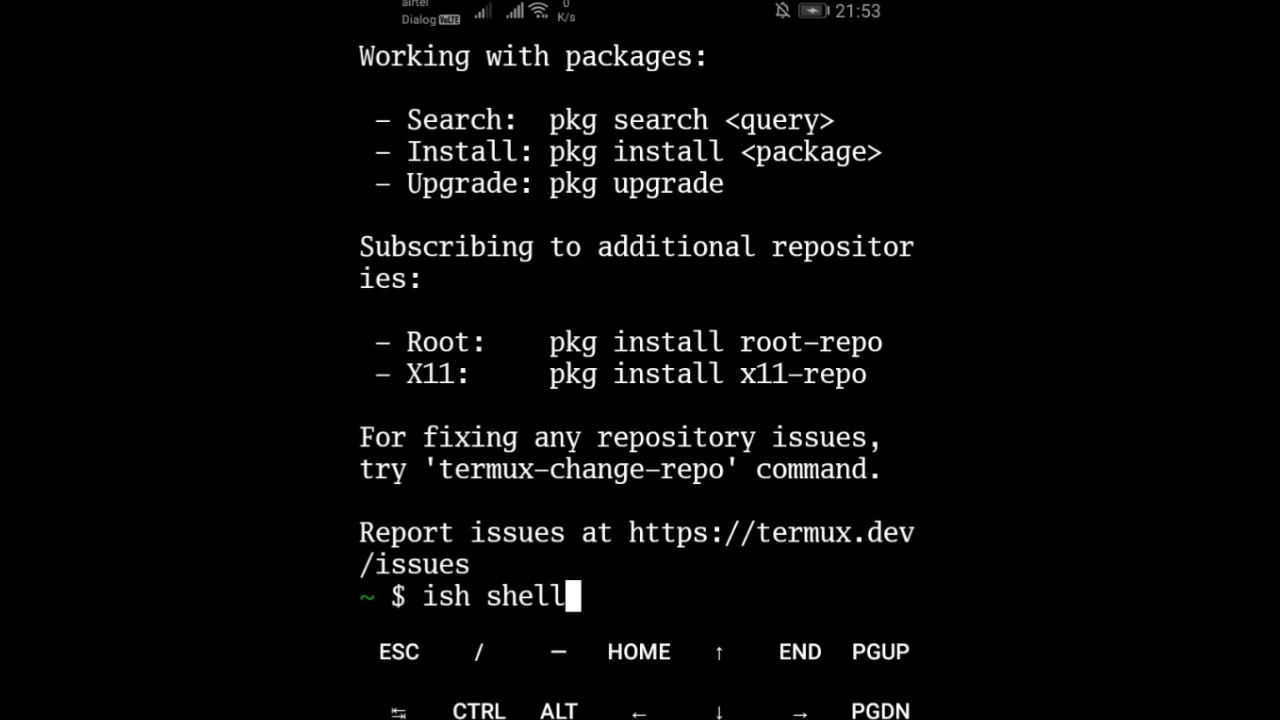 airtel
Dialog VoLTE
0
K/s
21:53
Working with packages:
- Search: pkg search <query>
- Install: pkg install <package>
- Upgrade: pkg upgrade
Subscribing to additional repositor
ies:
- Root: pkg install root-repo
- X11: pkg install x11-repo
For fixing any repository issues,
try 'termux-change-repo' command.
Report issues at https://termux.dev
/issues
~ $ ish shell
ESC / — HOME ↑ END PGUP
↹ CTRL ALT ← ↓ → PGDN